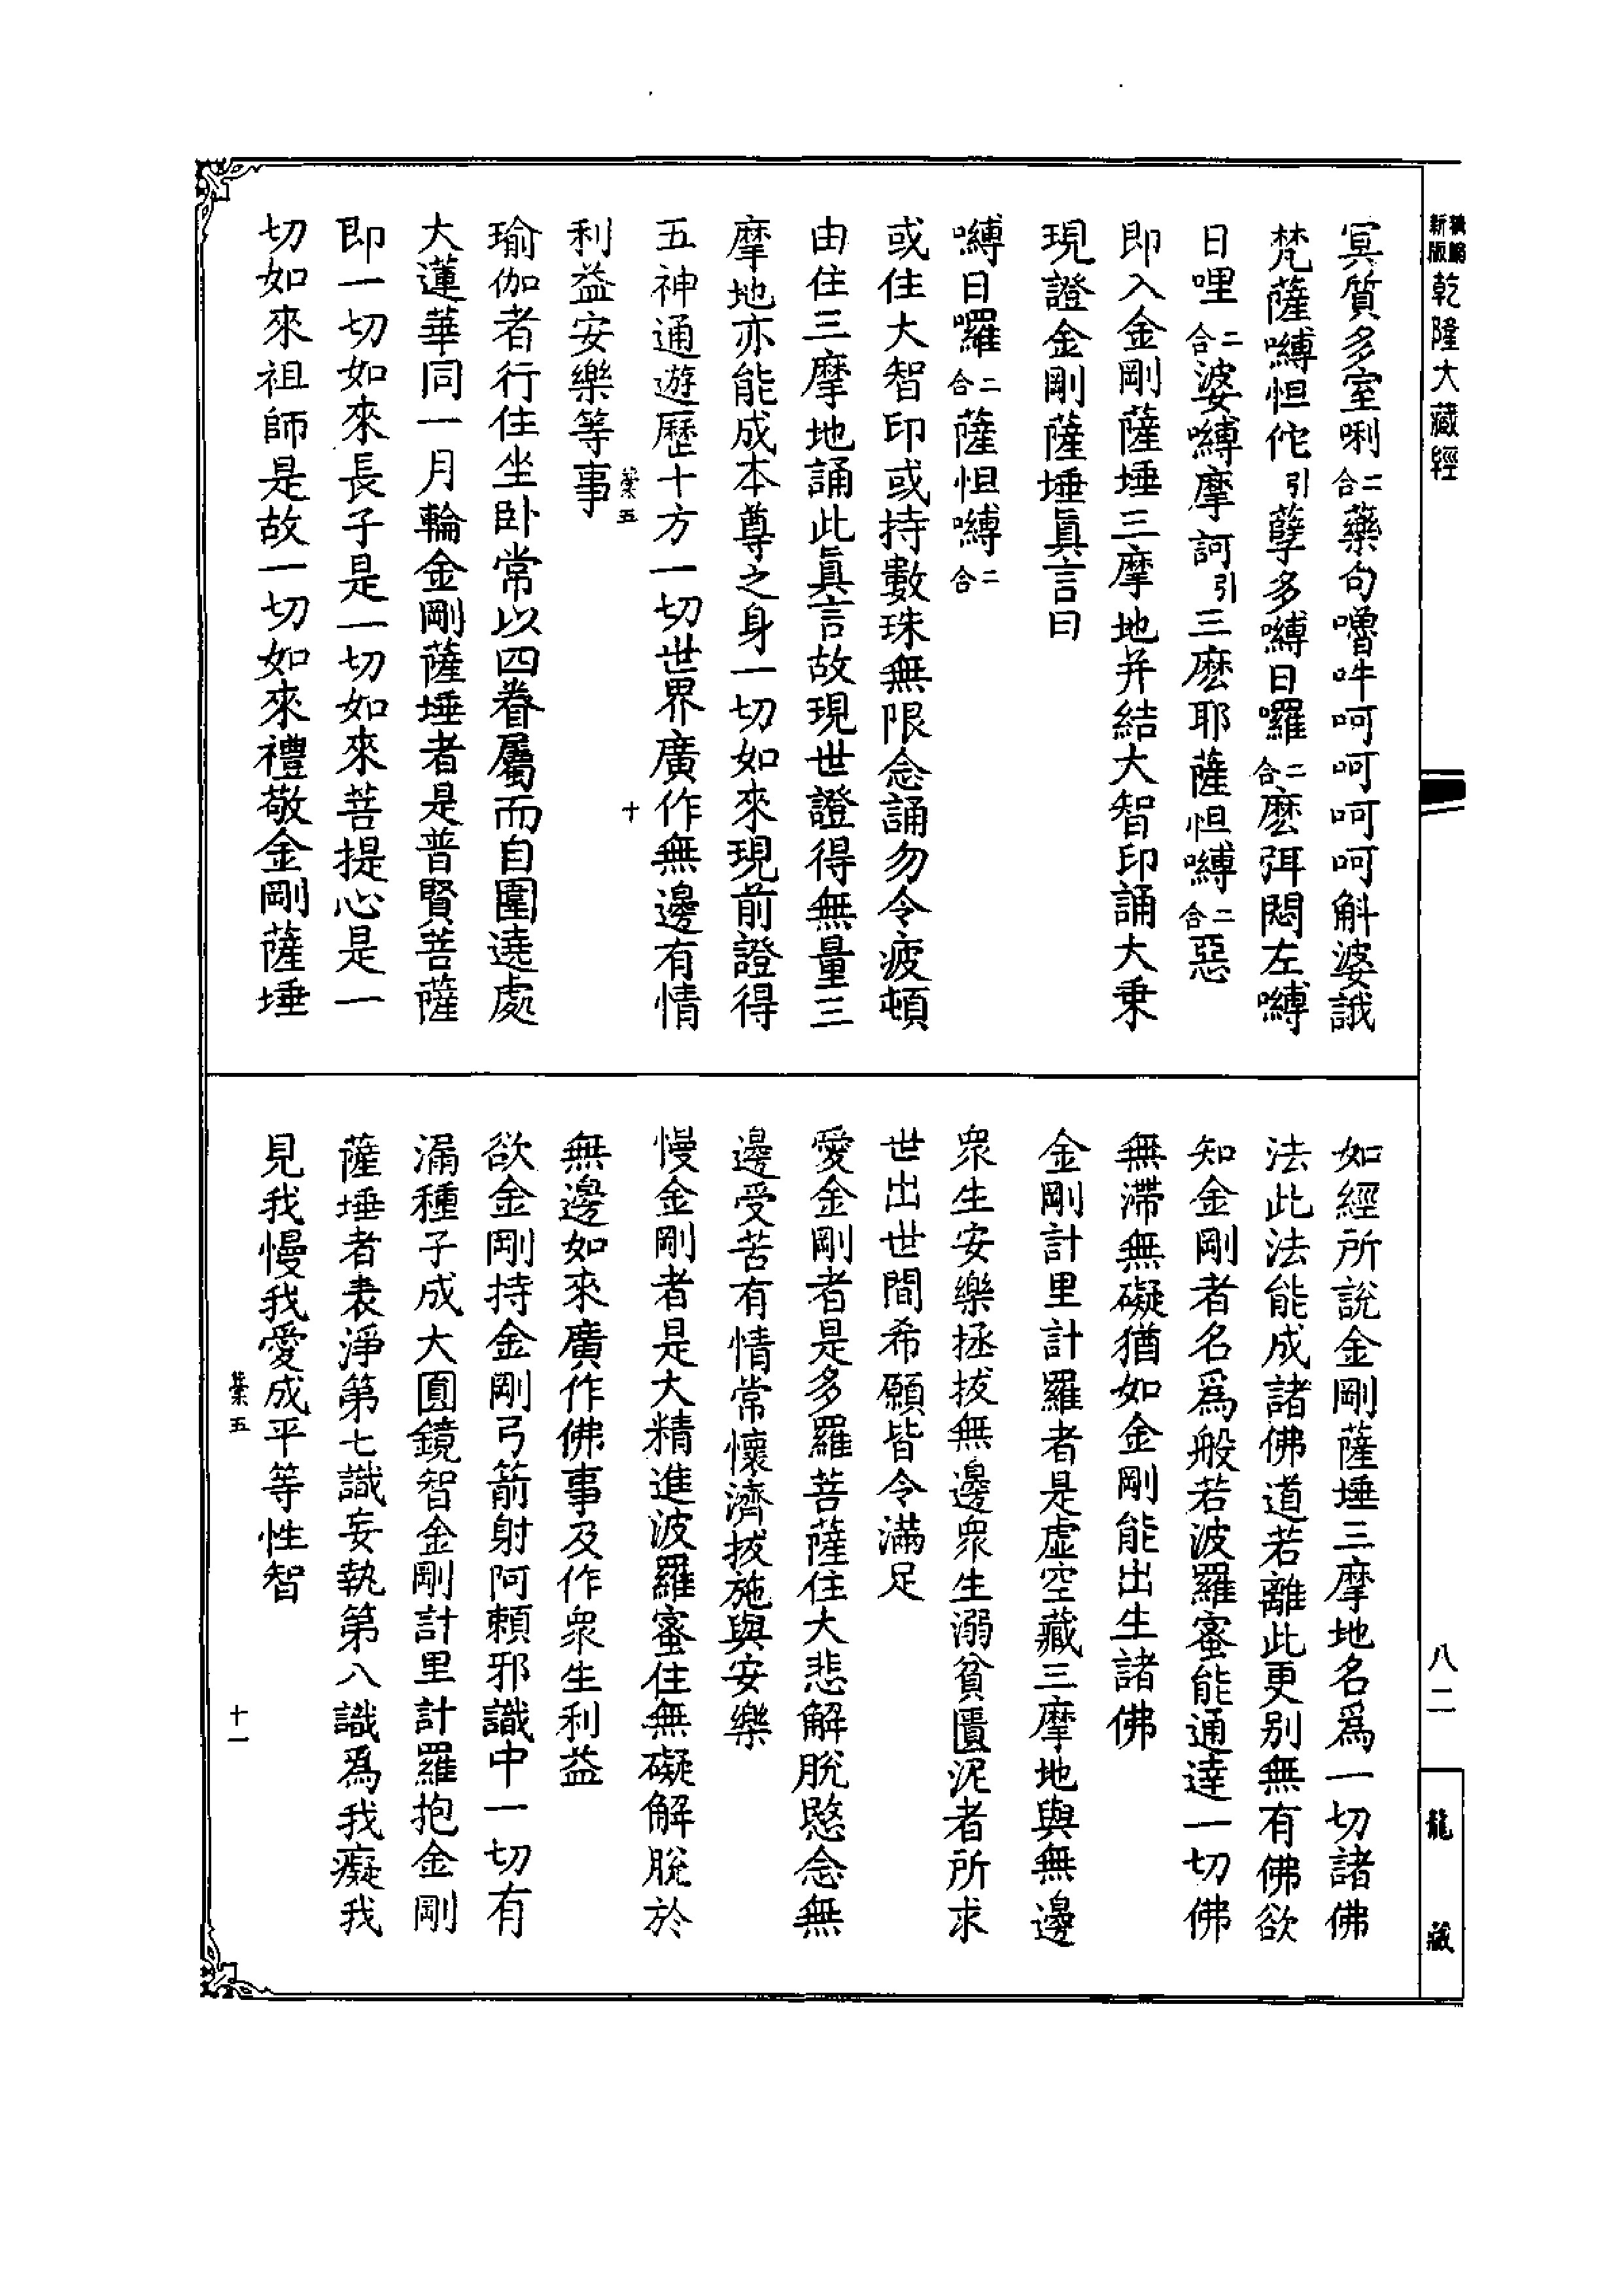 新版
乾隆大藏經
冥質多室唎二合藥句嚕吽呵呵呵呵斛婆誐
梵薩嚩怛佗引孽多嚩日囉二合麽弭悶左嚩
日哩二合婆嚩摩訶引三麽耶薩怛嚩二合惡
即入金剛薩埵三摩地并結大智印誦大乗
現證金剛薩埵眞言曰
嚩日囉二合薩怛嚩二合
或住大智印或持數珠無限念誦勿令疲頓
由住三摩地誦此眞言故現世證得無量三
摩地亦能成本尊之身一切如來現前證得
五神通遊歷十方一切世界廣作無邊有情
利益安樂等事
五 十
瑜伽者行住坐卧常以四眷屬而自圍遶處
大蓮華同一月輪金剛薩埵者是普賢菩薩
即一切如來長子是一切如來菩提心是一
切如來祖師是故一切如來禮敬金剛薩埵
如經所說金剛薩埵三摩地名爲一切諸佛
法此法能成諸佛道若離此更别無有佛欲
知金剛者名爲般若波羅蜜能通達一切佛
無滯無礙猶如金剛能出生諸佛
金剛計里計羅者是虚空藏三摩地與無邊
衆生安樂拯拔無邊衆生溺貧匱泥者所求
世出世間希願皆令滿足
愛金剛者是多羅菩薩住大悲解脫愍念無
邊受苦有情常懷濟拔施與安樂
慢金剛者是大精進波羅蜜住無礙解脫於
無邊如來廣作佛事及作衆生利益
欲金剛持金剛弓箭射阿賴邪識中一切有
漏種子成大圓鏡智金剛計里計羅抱金剛
薩埵者表淨第七識妄執第八識爲我癡我
見我慢我愛成平等性智
五 十一
八二
龍藏